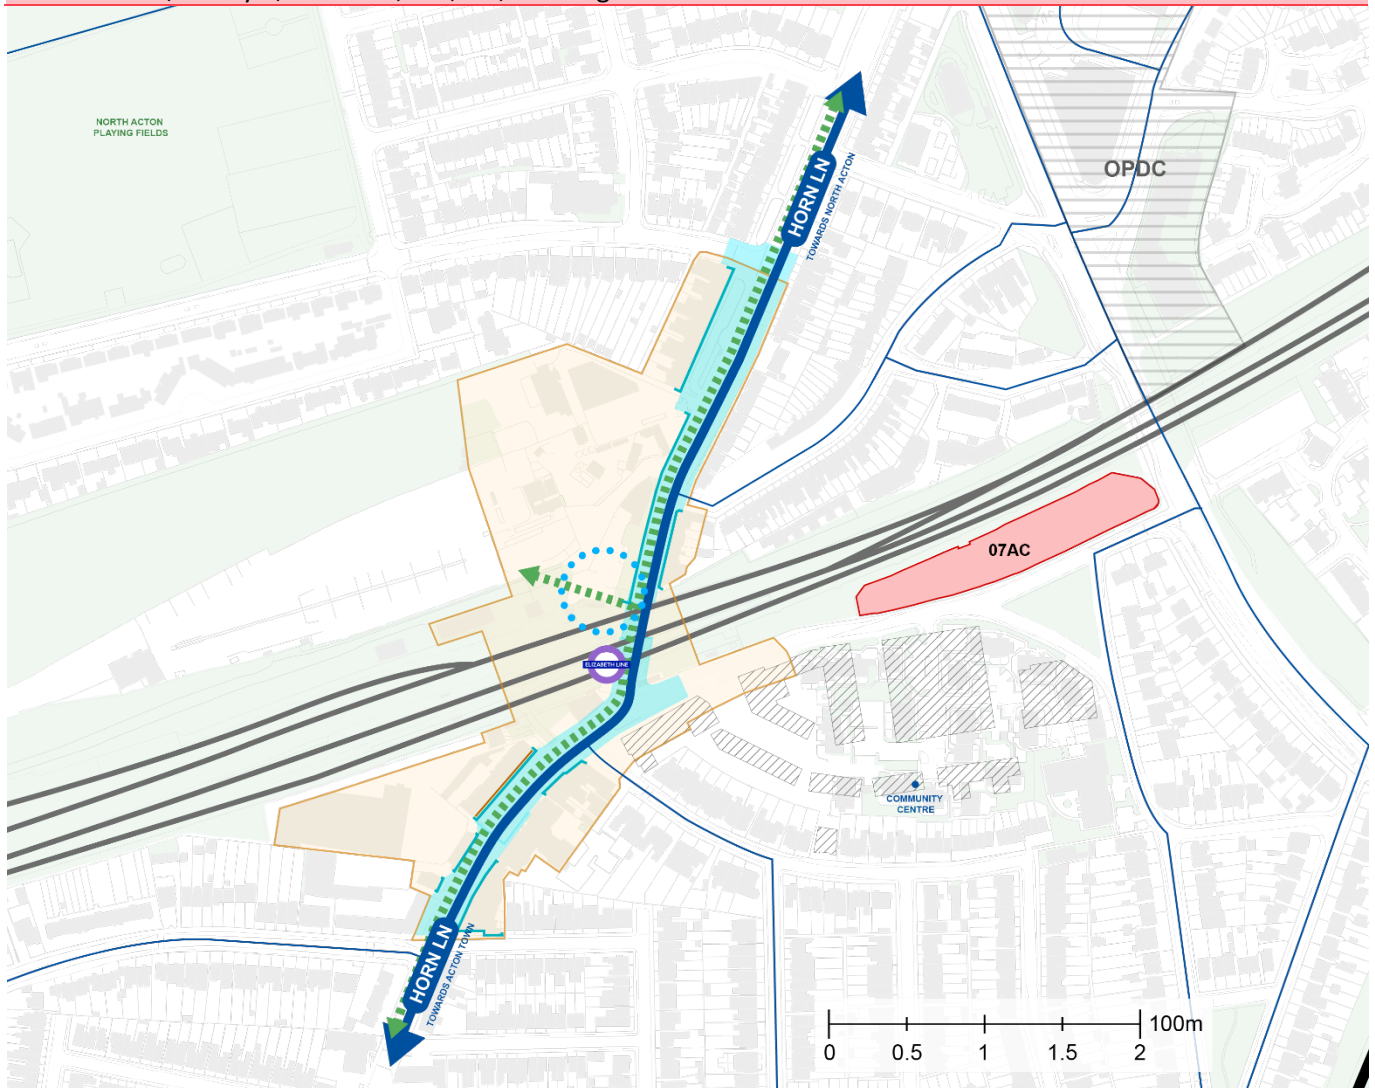 NORTH ACTON
PLAYING FIELDS
OPDC
HORN LN
TOWARDS NORTH ACTON
07AC
ELIZABETH LINE
COMMUNITY
CENTRE
HORN LN
TOWARDS ACTON TOWN
100m
0 0.5 1 1.5 2